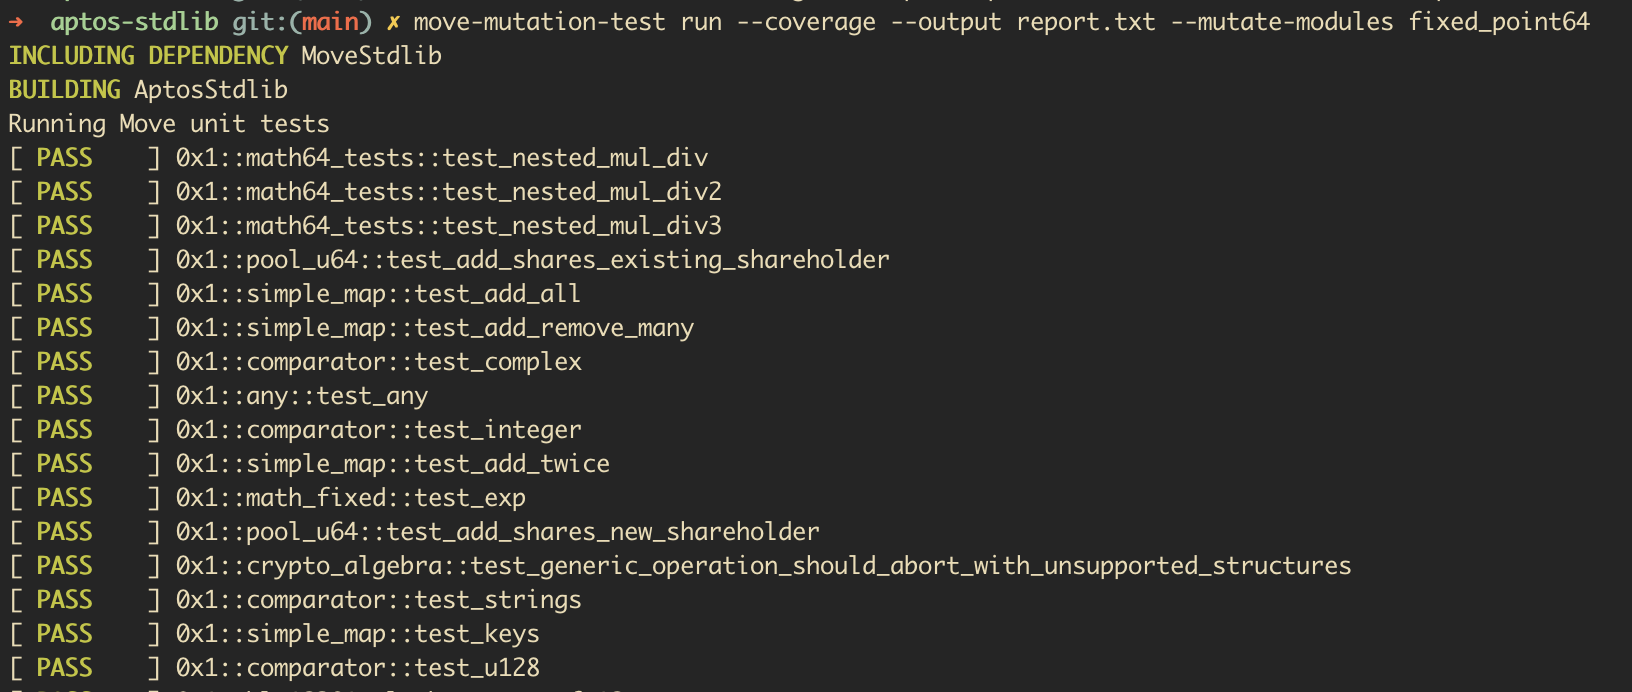 ➜ aptos-stdlib git:(main) ✗ move-mutation-test run --coverage --output report.txt --mutate-modules fixed_point64
INCLUDING DEPENDENCY MoveStdlib
BUILDING AptosStdlib
Running Move unit tests
[ PASS    ] 0x1::math64_tests::test_nested_mul_div
[ PASS    ] 0x1::math64_tests::test_nested_mul_div2
[ PASS    ] 0x1::math64_tests::test_nested_mul_div3
[ PASS    ] 0x1::pool_u64::test_add_shares_existing_shareholder
[ PASS    ] 0x1::simple_map::test_add_all
[ PASS    ] 0x1::simple_map::test_add_remove_many
[ PASS    ] 0x1::comparator::test_complex
[ PASS    ] 0x1::any::test_any
[ PASS    ] 0x1::comparator::test_integer
[ PASS    ] 0x1::simple_map::test_add_twice
[ PASS    ] 0x1::math_fixed::test_exp
[ PASS    ] 0x1::pool_u64::test_add_shares_new_shareholder
[ PASS    ] 0x1::crypto_algebra::test_generic_operation_should_abort_with_unsupported_structures
[ PASS    ] 0x1::comparator::test_strings
[ PASS    ] 0x1::simple_map::test_keys
[ PASS    ] 0x1::comparator::test_u128